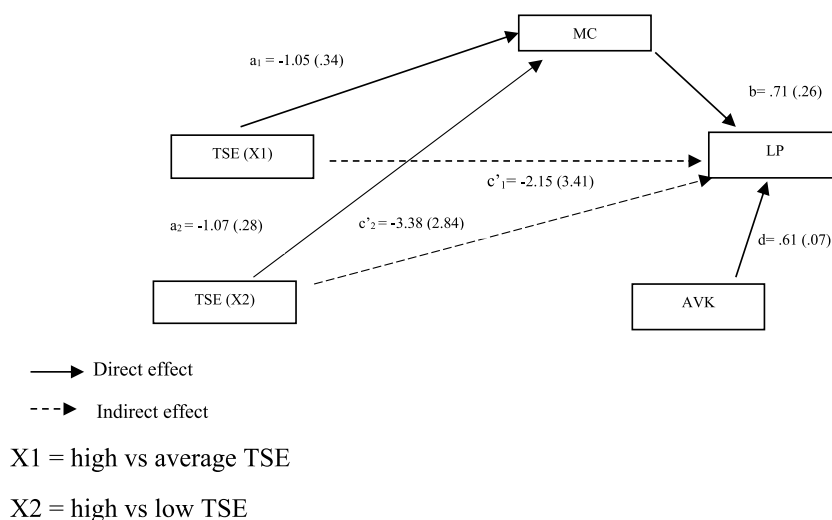 MC
a₁ = -1.05 (.34)
b= .71 (.26)
TSE (X1)
LP
c'₁= -2.15 (3.41)
a₂ = -1.07 (.28)
c'₂= -3.38 (2.84)
d= .61 (.07)
TSE (X2)
AVK
Direct effect
Indirect effect
X1 = high vs average TSE
X2 = high vs low TSE